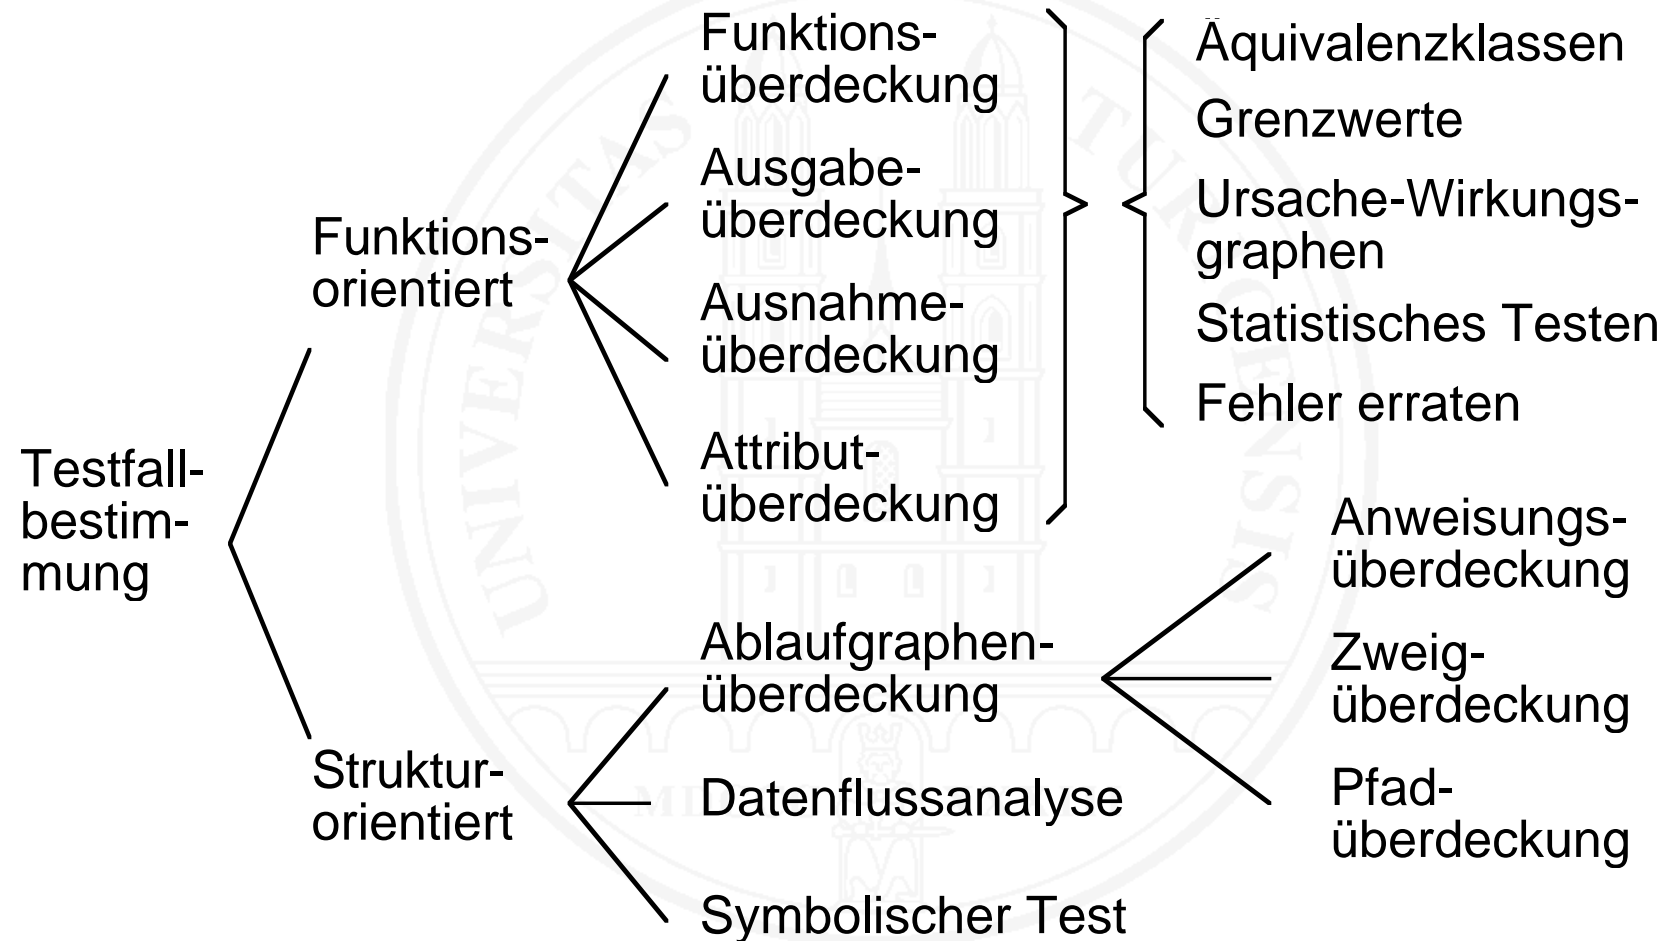 Testfall-
bestim-
mung
Funktions-
orientiert
Funktions-
überdeckung
Ausgabe-
überdeckung
Ausnahme-
überdeckung
Attribut-
überdeckung
Äquivalenzklassen
Grenzwerte
Ursache-Wirkungs-
graphen
Statistisches Testen
Fehler erraten
Struktur-
orientiert
Ablaufgraphen-
überdeckung
Datenflussanalyse
Symbolischer Test
Anweisungs-
überdeckung
Zweig-
überdeckung
Pfad-
überdeckung
UNIVERSITAS